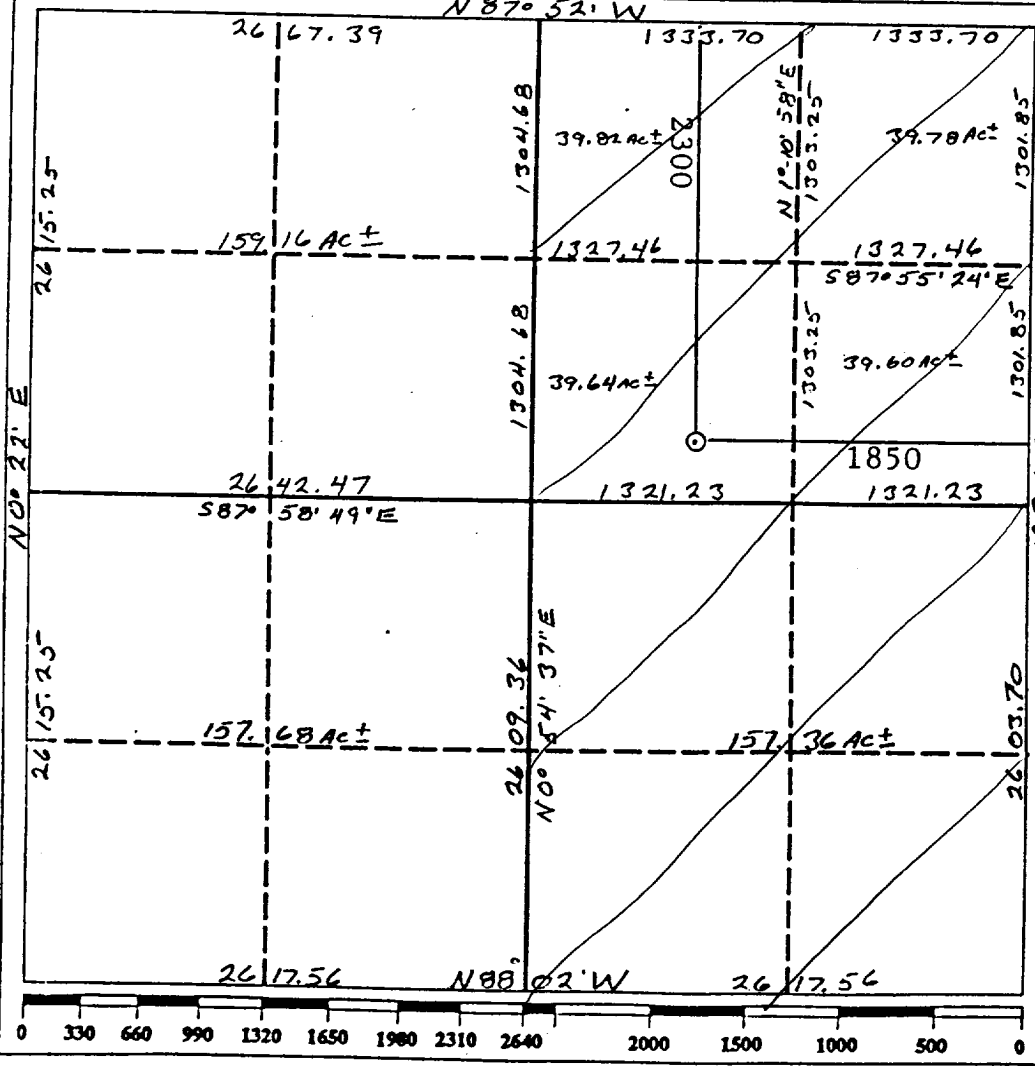 N 87° 52' W
26 67.39
1333.70
1333.70
1304.68
2300
N 1°-10' 58" E
1303.25
1301.85
39.82 Ac±
39.78 Ac±
26 15.25
159.16 Ac±
1327.46
1327.46
S 87° 55' 24" E
1304.68
1303.25
1301.85
39.64 Ac±
39.60 Ac±
N 0° 22' E
1850
26 42.47
1321.23
1321.23
S 87° 58' 49" E
26 15.25
26 09.36
N 0° 54' 37" E
26 03.70
157.68 Ac±
157.36 Ac±
26 17.56
N 88° 02' W
26 17.56
0 330 660 990 1320 1650 1980 2310 2640 2000 1500 1000 500 0